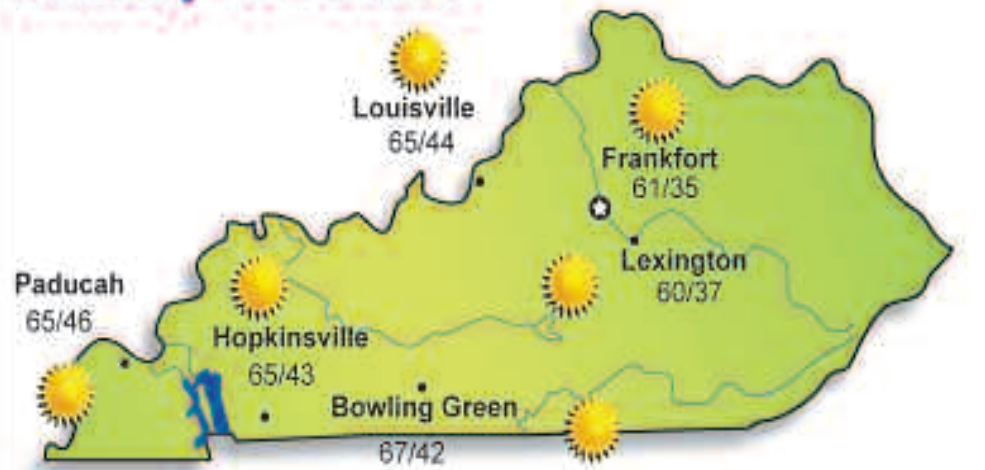 Louisville
65/44
Frankfort
61/35
Lexington
60/37
Paducah
65/46
Hopkinsville
65/43
Bowling Green
67/42